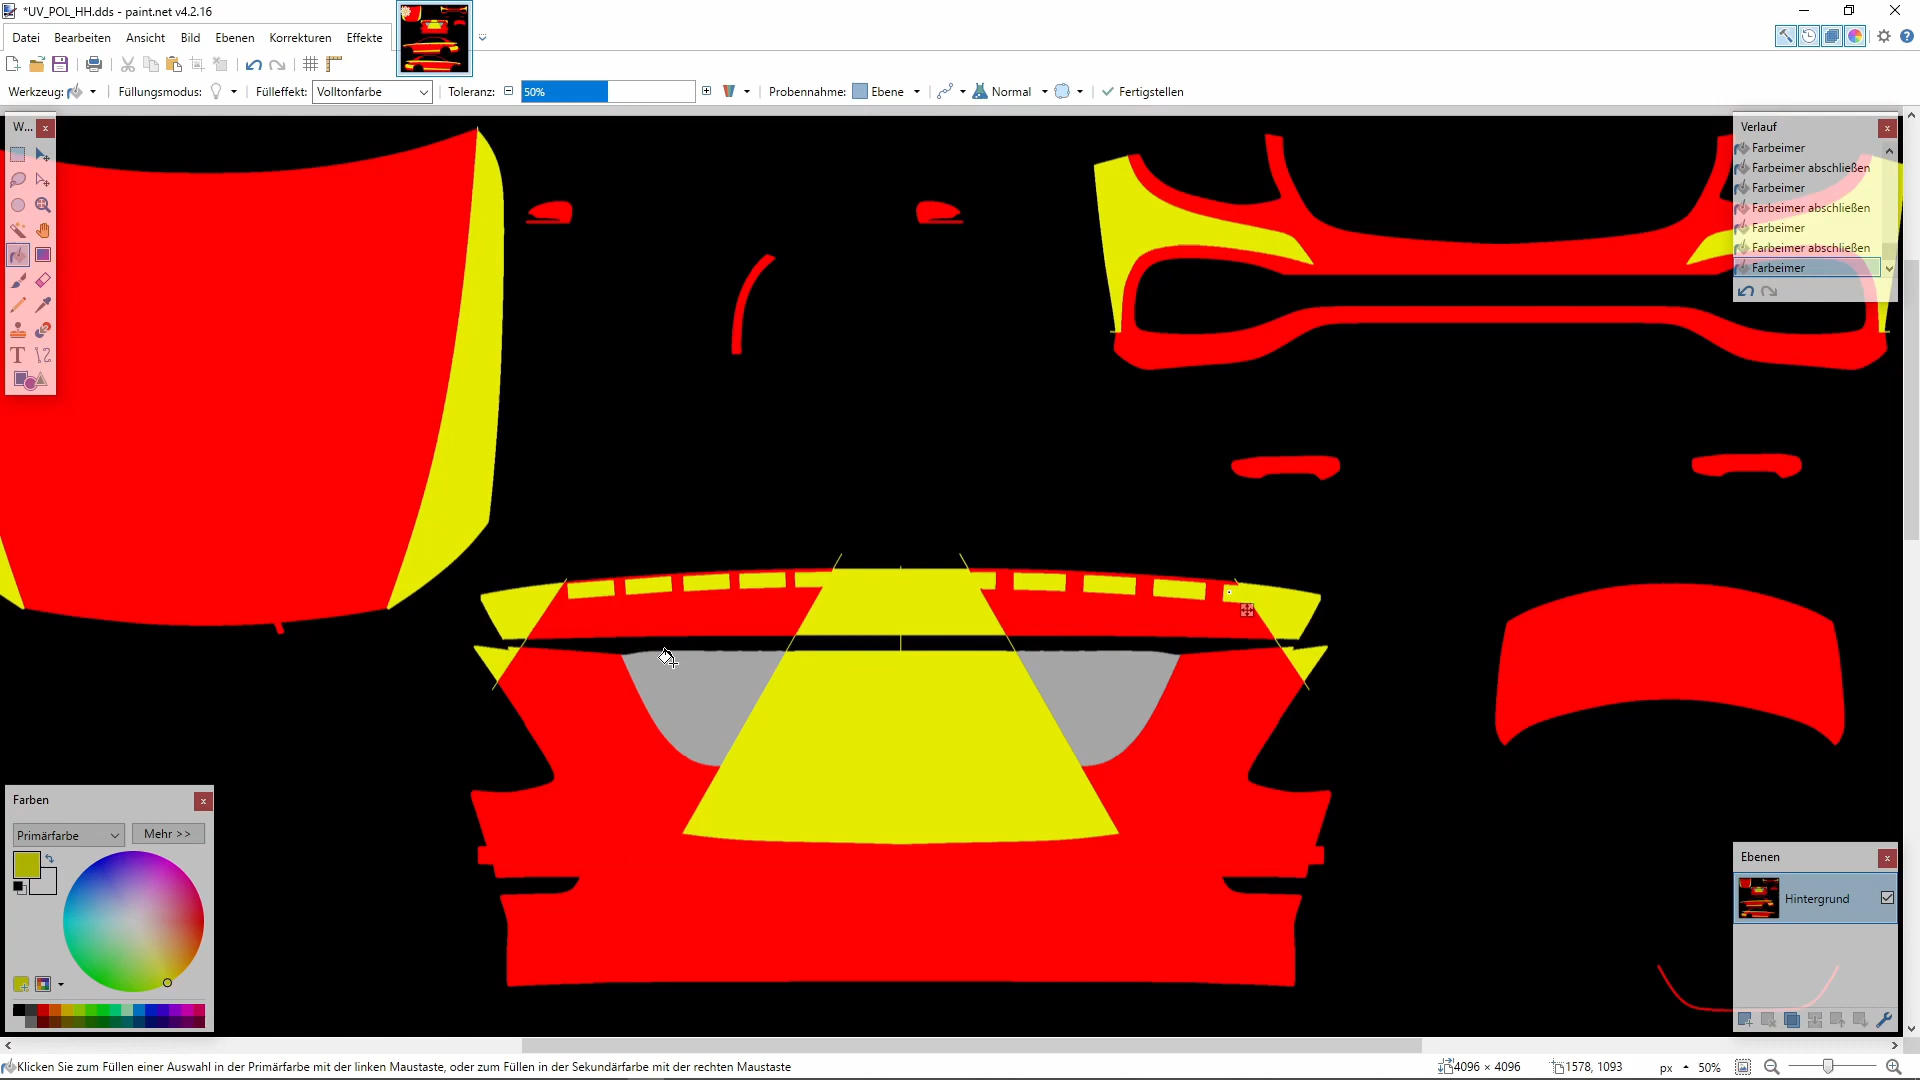 *UV_POL_HH.dds - paint.net v4.2.16
Datei Bearbeiten Ansicht Bild Ebenen Korrekturen Effekte
Werkzeug: Füllungsmodus: Fülleffekt: Volltonfarbe Toleranz: 50% Probennahme: Ebene Normal Fertigstellen
W...
Verlauf
Farbeimer
Farbeimer abschließen
Farbeimer
Farbeimer abschließen
Farbeimer
Farbeimer abschließen
Farbeimer
Farben
Primärfarbe Mehr >>
Ebenen
Hintergrund
Klicken Sie zum Füllen einer Auswahl in der Primärfarbe mit der linken Maustaste, oder zum Füllen in der Sekundärfarbe mit der rechten Maustaste 4096 × 4096 1578, 1093 px 50%